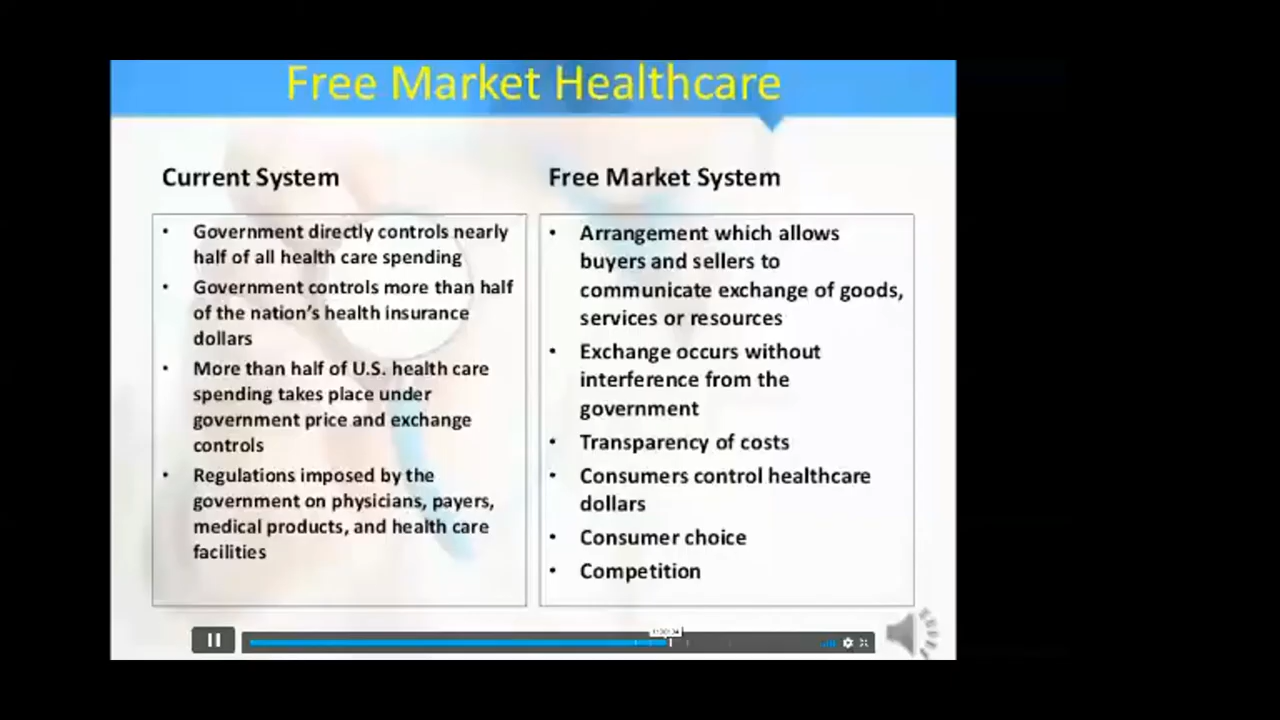 Free Market Healthcare
Current System
• Government directly controls nearly
half of all health care spending
• Government controls more than half
of the nation's health insurance
dollars
• More than half of U.S. health care
spending takes place under
government price and exchange
controls
• Regulations imposed by the
government on physicians, payers,
medical products, and health care
facilities
Free Market System
• Arrangement which allows
buyers and sellers to
communicate exchange of goods,
services or resources
• Exchange occurs without
interference from the
government
• Transparency of costs
• Consumers control healthcare
dollars
• Consumer choice
• Competition